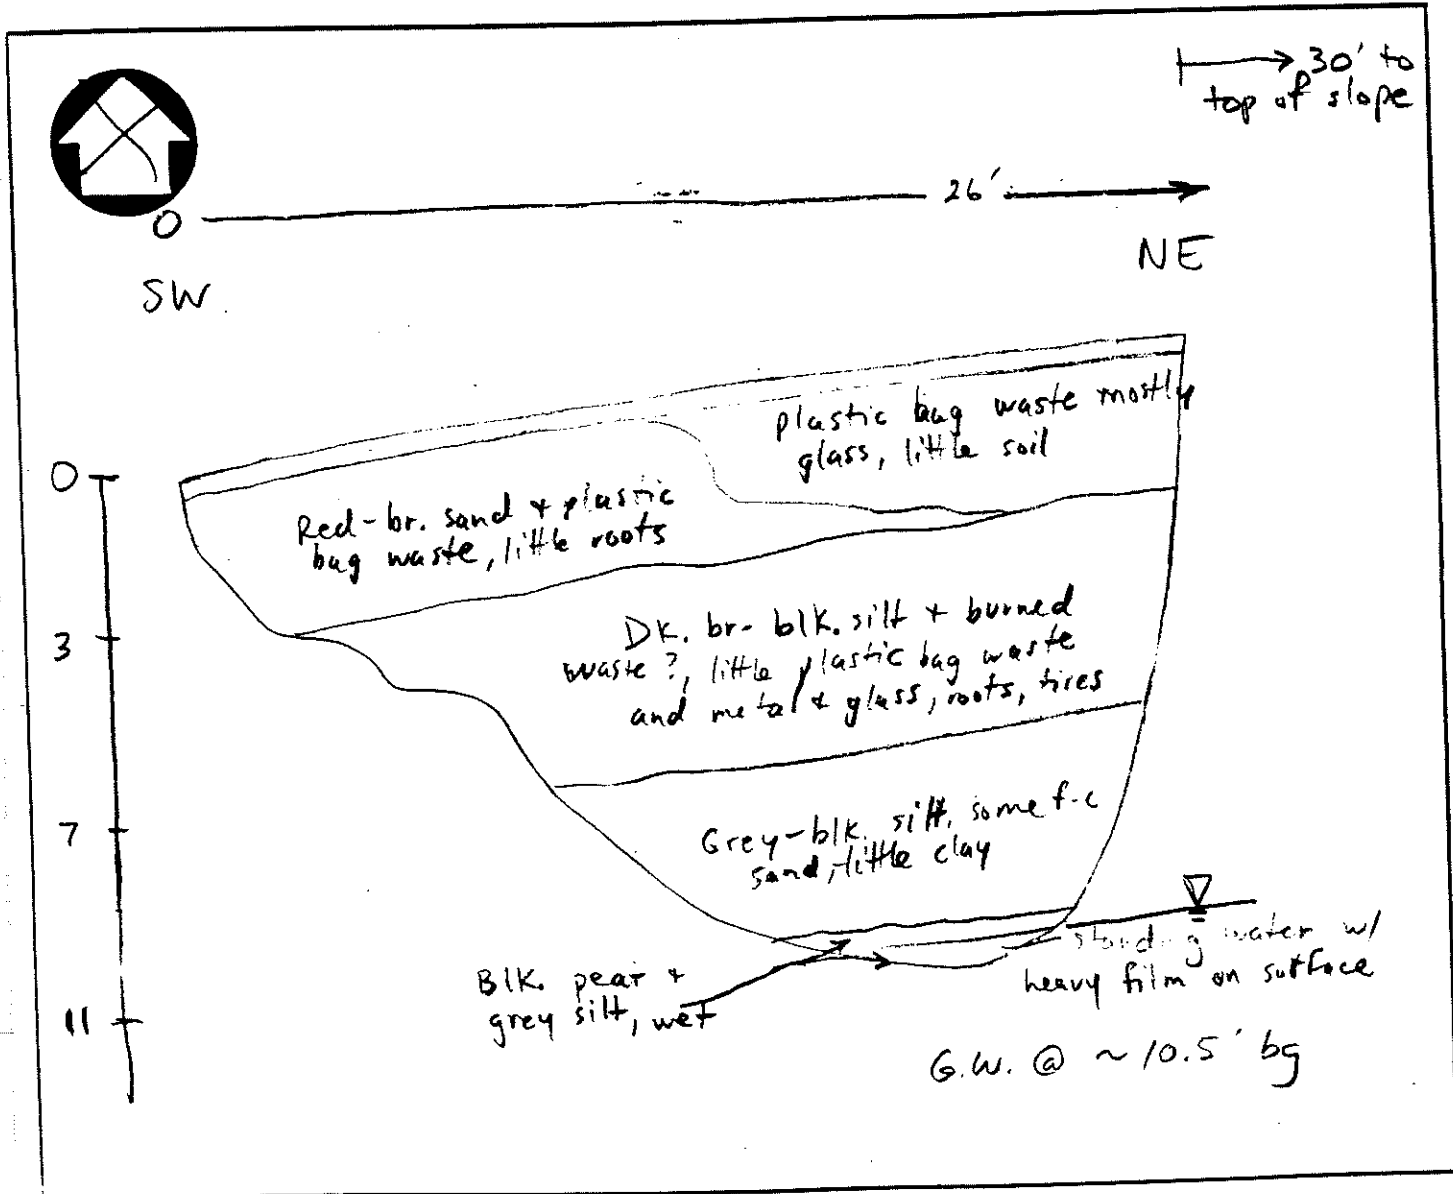 30' to
top of slope
0
26'
SW
NE
plastic bag waste mostly
glass, little soil
Red-br. sand + plastic
bag waste, little roots
Dk. br- blk. silt + burned
waste?, little plastic bag waste
and metal + glass, roots, tires
Grey-blk. silt, some f-c
sand, little clay
standing water w/
heavy film on surface
Blk. peat +
grey silt, wet
G.W. @ ~10.5' bg
0
3
7
11